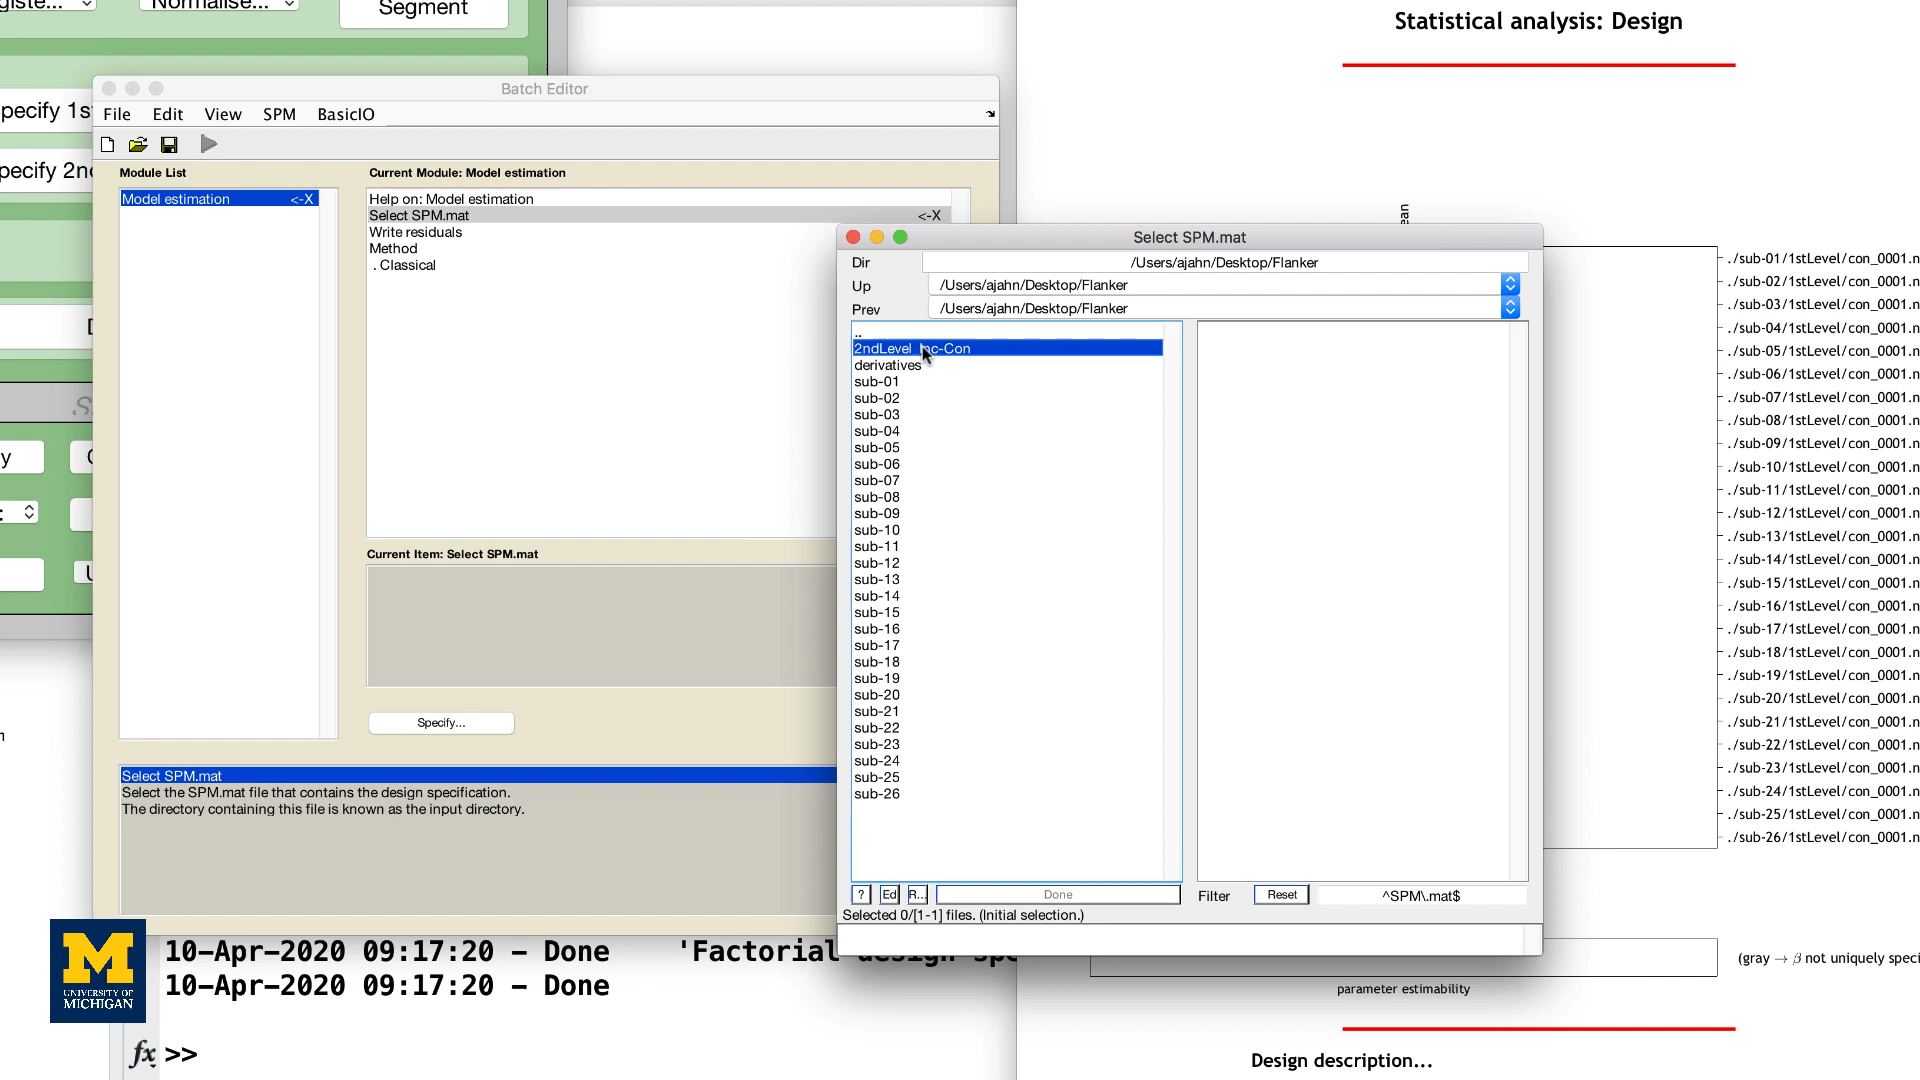 giste...
Normalise...
Segment
Statistical analysis: Design
pecify 1s
pecify 2nd
Batch Editor
File Edit View SPM BasicIO
Module List
Current Module: Model estimation
Model estimation <-X
Help on: Model estimation
Select SPM.mat <-X
Write residuals
Method
. Classical
Current Item: Select SPM.mat
Specify...
Select SPM.mat
Select the SPM.mat file that contains the design specification.
The directory containing this file is known as the input directory.
Select SPM.mat
Dir /Users/ajahn/Desktop/Flanker
Up /Users/ajahn/Desktop/Flanker
Prev /Users/ajahn/Desktop/Flanker
..
2ndLevel_Inc-Con
derivatives
sub-01
sub-02
sub-03
sub-04
sub-05
sub-06
sub-07
sub-08
sub-09
sub-10
sub-11
sub-12
sub-13
sub-14
sub-15
sub-16
sub-17
sub-18
sub-19
sub-20
sub-21
sub-22
sub-23
sub-24
sub-25
sub-26
? Ed R... Done Filter Reset ^SPM\.mat$
Selected 0/[1-1] files. (Initial selection.)
ean
./sub-01/1stLevel/con_0001.n
./sub-02/1stLevel/con_0001.n
./sub-03/1stLevel/con_0001.n
./sub-04/1stLevel/con_0001.n
./sub-05/1stLevel/con_0001.n
./sub-06/1stLevel/con_0001.n
./sub-07/1stLevel/con_0001.n
./sub-08/1stLevel/con_0001.n
./sub-09/1stLevel/con_0001.n
./sub-10/1stLevel/con_0001.n
./sub-11/1stLevel/con_0001.n
./sub-12/1stLevel/con_0001.n
./sub-13/1stLevel/con_0001.n
./sub-14/1stLevel/con_0001.n
./sub-15/1stLevel/con_0001.n
./sub-16/1stLevel/con_0001.n
./sub-17/1stLevel/con_0001.n
./sub-18/1stLevel/con_0001.n
./sub-19/1stLevel/con_0001.n
./sub-20/1stLevel/con_0001.n
./sub-21/1stLevel/con_0001.n
./sub-22/1stLevel/con_0001.n
./sub-23/1stLevel/con_0001.n
./sub-24/1stLevel/con_0001.n
./sub-25/1stLevel/con_0001.n
./sub-26/1stLevel/con_0001.n
(gray → β not uniquely speci
parameter estimability
Design description...
10-Apr-2020 09:17:20 - Done 'Factorial design spe
10-Apr-2020 09:17:20 - Done
fx >>
M
UNIVERSITY OF
MICHIGAN